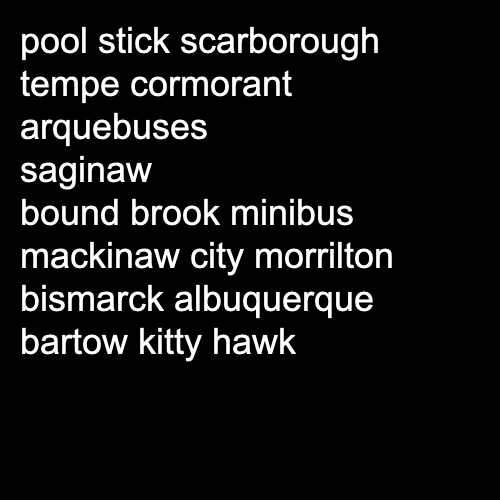 pool stick scarborough
tempe cormorant
arquebuses
saginaw
bound brook minibus
mackinaw city morrilton
bismarck albuquerque
bartow kitty hawk